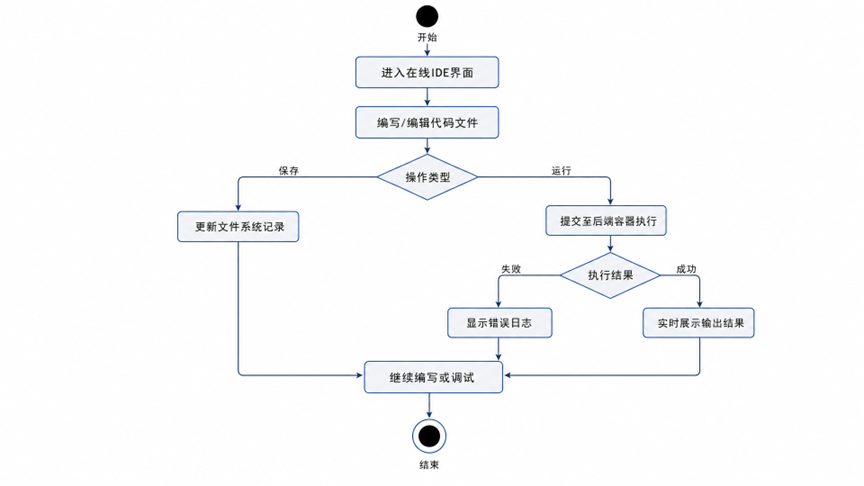 开始
进入在线IDE界面
编写/编辑代码文件
操作类型
保存
运行
更新文件系统记录
提交至后端容器执行
执行结果
失败
成功
显示错误日志
实时展示输出结果
继续编写或调试
结束